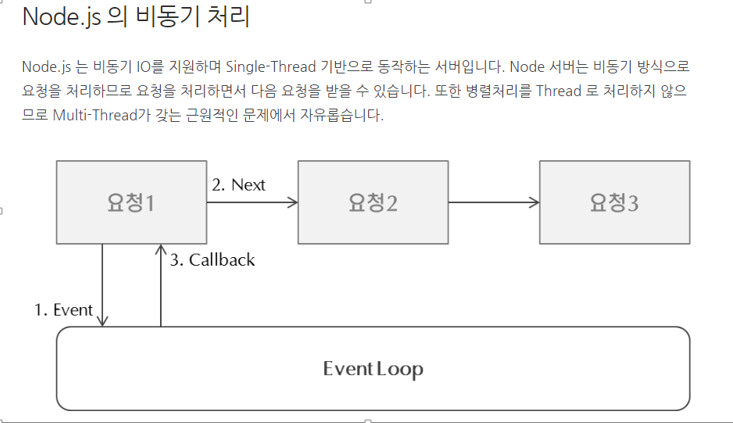 Node.js 의 비동기 처리
Node.js 는 비동기 IO를 지원하며 Single-Thread 기반으로 동작하는 서버입니다. Node 서버는 비동기 방식으로
요청을 처리하므로 요청을 처리하면서 다음 요청을 받을 수 있습니다. 또한 병렬처리를 Thread 로 처리하지 않으
므로 Multi-Thread가 갖는 근원적인 문제에서 자유롭습니다.
요청1
2. Next
요청2
요청3
3. Callback
1. Event
Event Loop